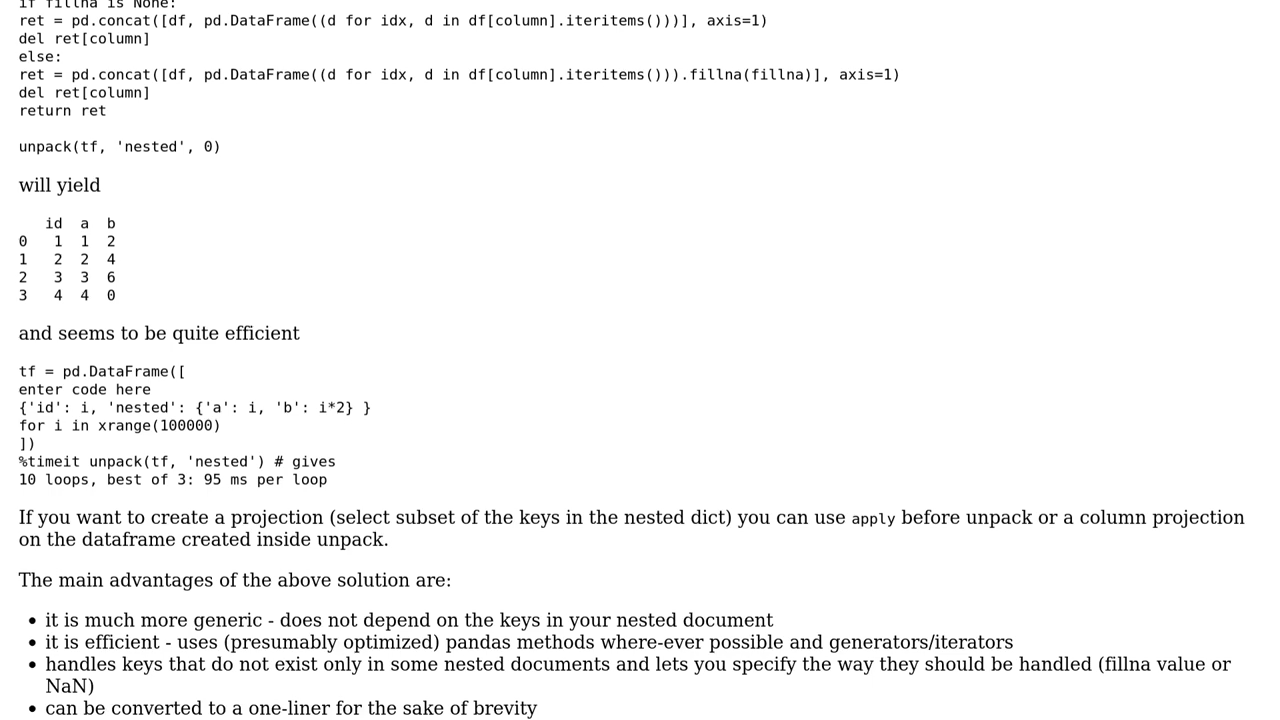 if fillna is None:
ret = pd.concat([df, pd.DataFrame((d for idx, d in df[column].iteritems()))], axis=1)
del ret[column]
else:
ret = pd.concat([df, pd.DataFrame((d for idx, d in df[column].iteritems())).fillna(fillna)], axis=1)
del ret[column]
return ret
unpack(tf, 'nested', 0)
will yield
id a b
0 1 1 2
1 2 2 4
2 3 3 6
3 4 4 0
and seems to be quite efficient
tf = pd.DataFrame([
enter code here
{'id': i, 'nested': {'a': i, 'b': i*2} }
for i in xrange(100000)
])
%timeit unpack(tf, 'nested') # gives
10 loops, best of 3: 95 ms per loop
If you want to create a projection (select subset of the keys in the nested dict) you can use apply before unpack or a column projection
on the dataframe created inside unpack.
The main advantages of the above solution are:
• it is much more generic - does not depend on the keys in your nested document
• it is efficient - uses (presumably optimized) pandas methods where-ever possible and generators/iterators
• handles keys that do not exist only in some nested documents and lets you specify the way they should be handled (fillna value or
NaN)
• can be converted to a one-liner for the sake of brevity